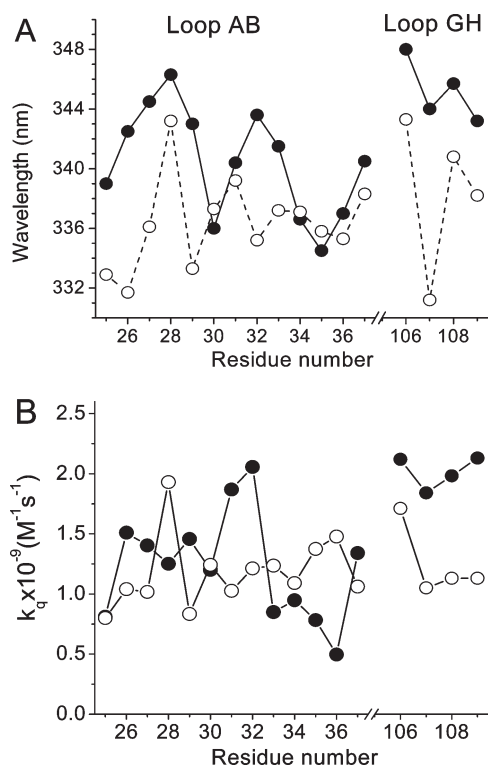 A
Loop AB
Loop GH
348
344
340
336
332
Wavelength (nm)
26 28 30 32 34 36 106 108
Residue number
B
2.5
2.0
1.5
1.0
0.5
0.0
kq x10⁻⁹(M⁻¹s⁻¹)
26 28 30 32 34 36 106 108
Residue number